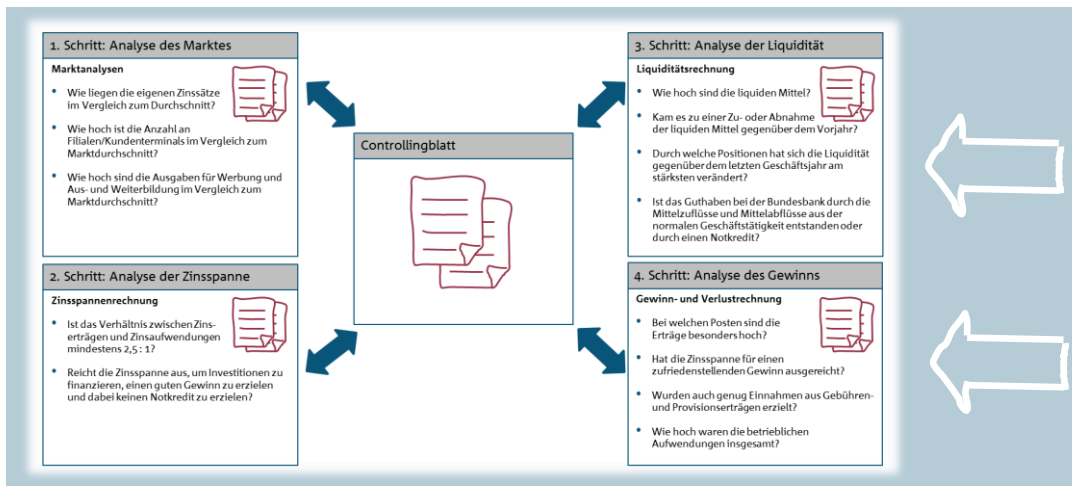 1. Schritt: Analyse des Marktes
Marktanalysen
• Wie liegen die eigenen Zinssätze
im Vergleich zum Durchschnitt?
• Wie hoch ist die Anzahl an
Filialen/Kundenterminals im Vergleich zum
Marktdurchschnitt?
• Wie hoch sind die Ausgaben für Werbung und
Aus- und Weiterbildung im Vergleich zum
Marktdurchschnitt?
2. Schritt: Analyse der Zinsspanne
Zinsspannenrechnung
• Ist das Verhältnis zwischen Zins-
erträgen und Zinsaufwendungen
mindestens 2,5 : 1?
• Reicht die Zinsspanne aus, um Investitionen zu
finanzieren, einen guten Gewinn zu erzielen
und dabei keinen Notkredit zu erzielen?
Controllingblatt
3. Schritt: Analyse der Liquidität
Liquiditätsrechnung
• Wie hoch sind die liquiden Mittel?
• Kam es zu einer Zu- oder Abnahme
der liquiden Mittel gegenüber dem Vorjahr?
• Durch welche Positionen hat sich die Liquidität
gegenüber dem letzten Geschäftsjahr am
stärksten verändert?
• Ist das Guthaben bei der Bundesbank durch die
Mittelzuflüsse und Mittelabflüsse aus der
normalen Geschäftstätigkeit entstanden oder
durch einen Notkredit?
4. Schritt: Analyse des Gewinns
Gewinn- und Verlustrechnung
• Bei welchen Posten sind die
Erträge besonders hoch?
• Hat die Zinsspanne für einen
zufriedenstellenden Gewinn ausgereicht?
• Wurden auch genug Einnahmen aus Gebühren-
und Provisionserträgen erzielt?
• Wie hoch waren die betrieblichen
Aufwendungen insgesamt?